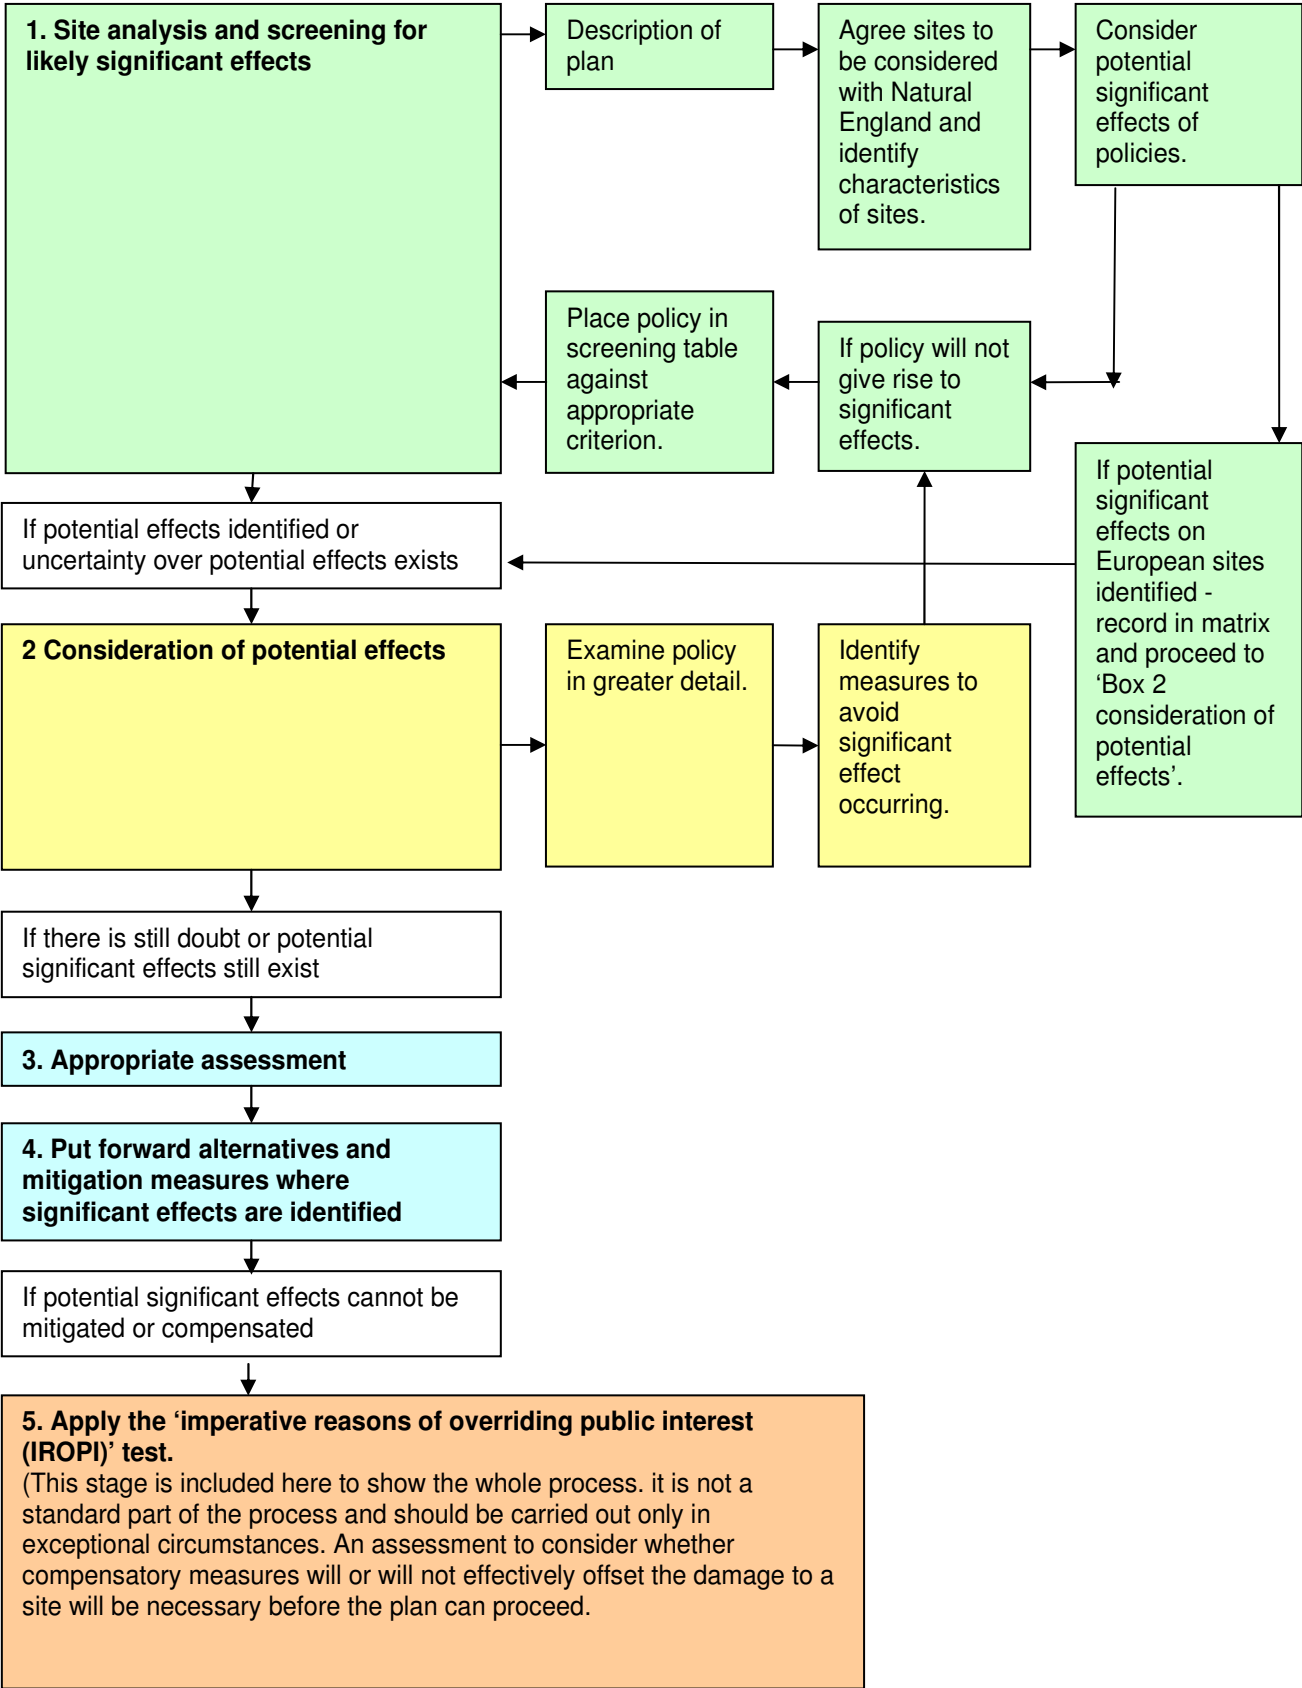 1. Site analysis and screening for
likely significant effects
Description of
plan
Agree sites to
be considered
with Natural
England and
identify
characteristics
of sites.
Consider
potential
significant
effects of
policies.
Place policy in
screening table
against
appropriate
criterion.
If policy will not
give rise to
significant
effects.
If potential
significant
effects on
European sites
identified -
record in matrix
and proceed to
‘Box 2
consideration of
potential
effects’.
If potential effects identified or
uncertainty over potential effects exists
2 Consideration of potential effects
Examine policy
in greater detail.
Identify
measures to
avoid
significant
effect
occurring.
If there is still doubt or potential
significant effects still exist
3. Appropriate assessment
4. Put forward alternatives and
mitigation measures where
significant effects are identified
If potential significant effects cannot be
mitigated or compensated
5. Apply the ‘imperative reasons of overriding public interest
(IROPI)’ test.
(This stage is included here to show the whole process. it is not a
standard part of the process and should be carried out only in
exceptional circumstances. An assessment to consider whether
compensatory measures will or will not effectively offset the damage to a
site will be necessary before the plan can proceed.